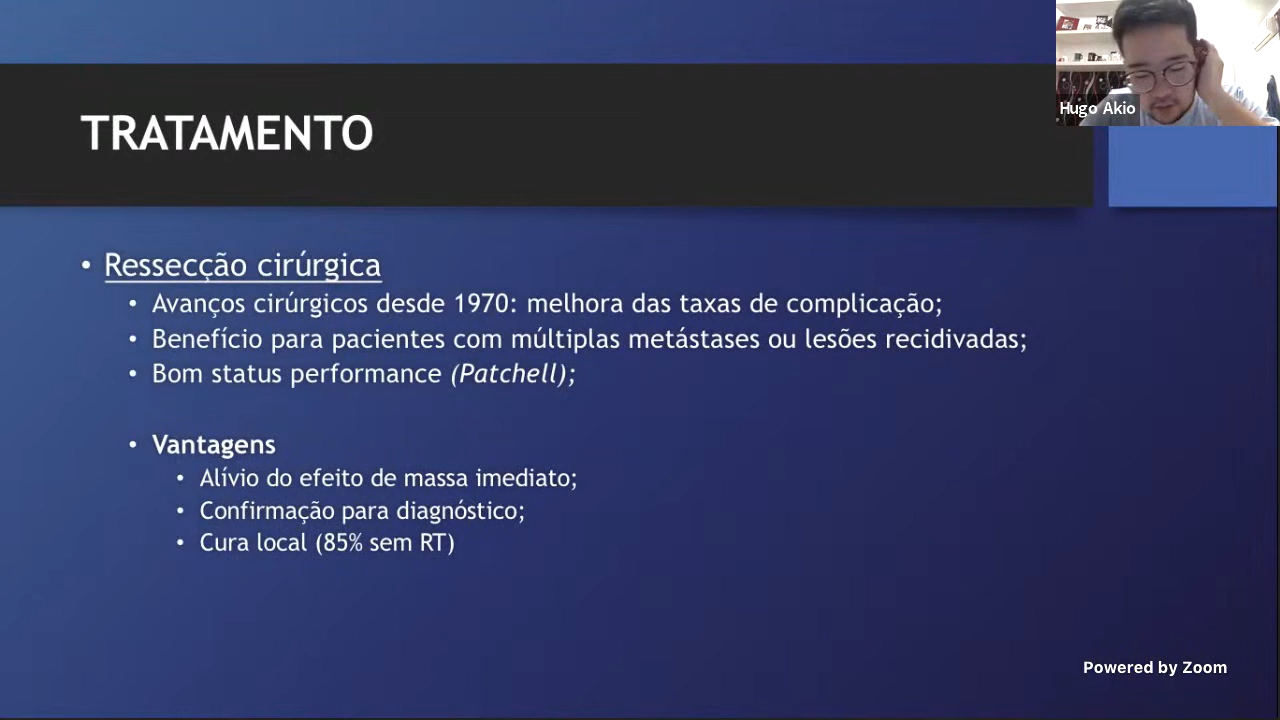 Hugo Akio
TRATAMENTO
• Ressecção cirúrgica
• Avanços cirúrgicos desde 1970: melhora das taxas de complicação;
• Benefício para pacientes com múltiplas metástases ou lesões recidivadas;
• Bom status performance (Patchell);
• Vantagens
• Alívio do efeito de massa imediato;
• Confirmação para diagnóstico;
• Cura local (85% sem RT)
Powered by Zoom